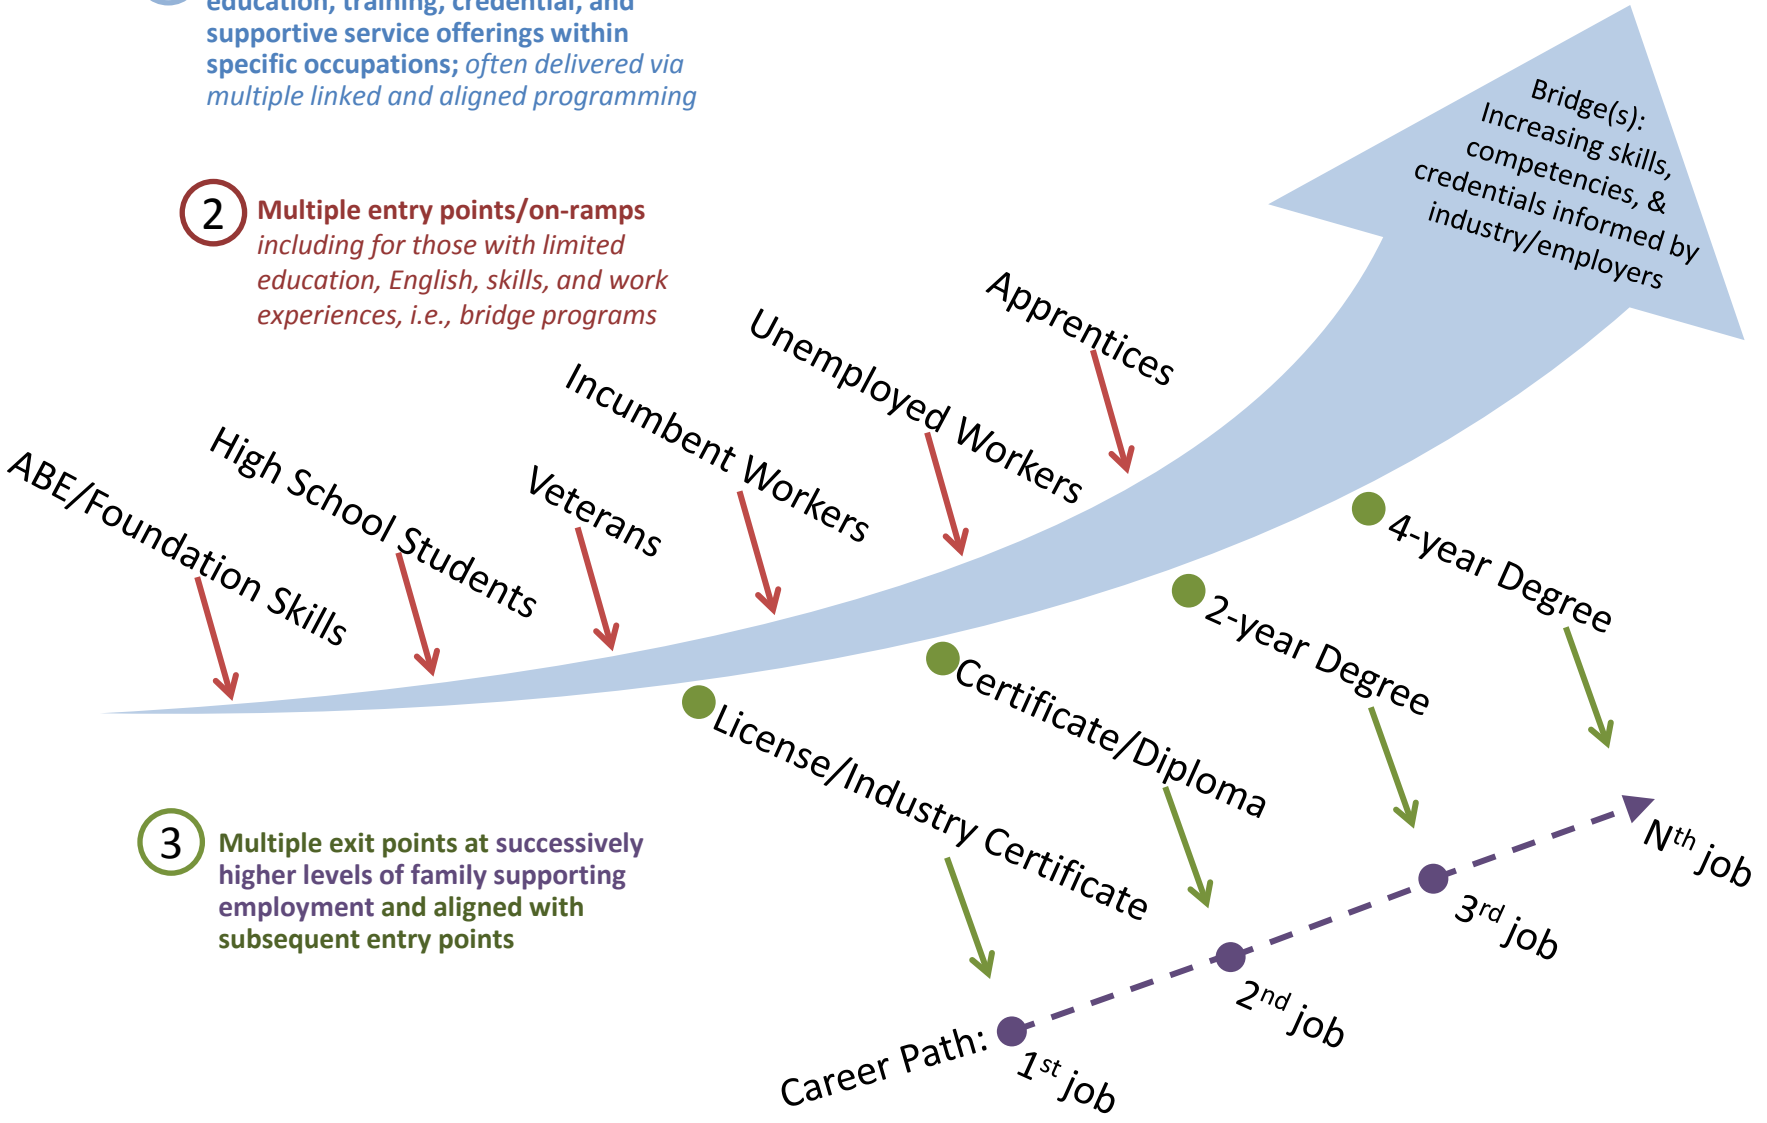 education, training, credential, and
supportive service offerings within
specific occupations; often delivered via
multiple linked and aligned programming
Bridge(s):
Increasing skills,
competencies, &
credentials informed by
industry/employers
2
Multiple entry points/on-ramps
including for those with limited
education, English, skills, and work
experiences, i.e., bridge programs
ABE/Foundation Skills
High School Students
Veterans
Incumbent Workers
Unemployed Workers
Apprentices
License/Industry Certificate
Certificate/Diploma
2-year Degree
4-year Degree
3
Multiple exit points at successively
higher levels of family supporting
employment and aligned with
subsequent entry points
Career Path:
1st job
2nd job
3rd job
Nth job